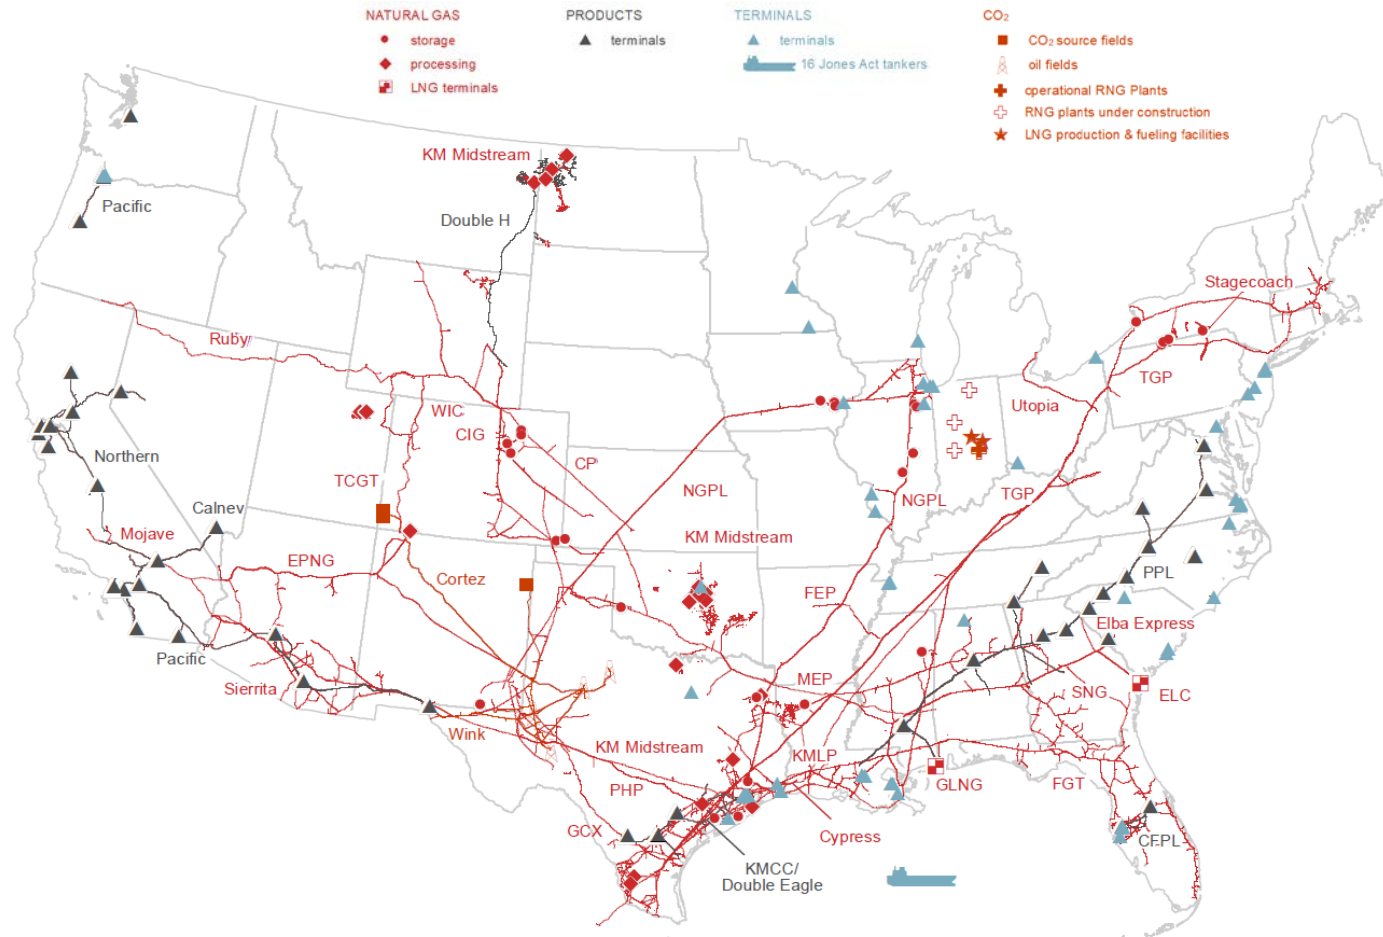 NATURAL GAS
storage
processing
LNG terminals
PRODUCTS
terminals
TERMINALS
terminals
16 Jones Act tankers
CO₂
CO₂ source fields
oil fields
operational RNG Plants
RNG plants under construction
LNG production & fueling facilities
KM Midstream
Pacific
Double H
Stagecoach
Ruby
TGP
WIC
Utopia
CIG
Northern
CP
TCGT
NGPL
NGPL
TGP
Calnev
Mojave
KM Midstream
EPNG
Cortez
PPL
FEP
Elba Express
Pacific
MEP
Sierrita
SNG
ELC
Wink
KM Midstream
KMLP
PHP
GLNG
FGT
GCX
Cypress
CFPL
KMCC/
Double Eagle